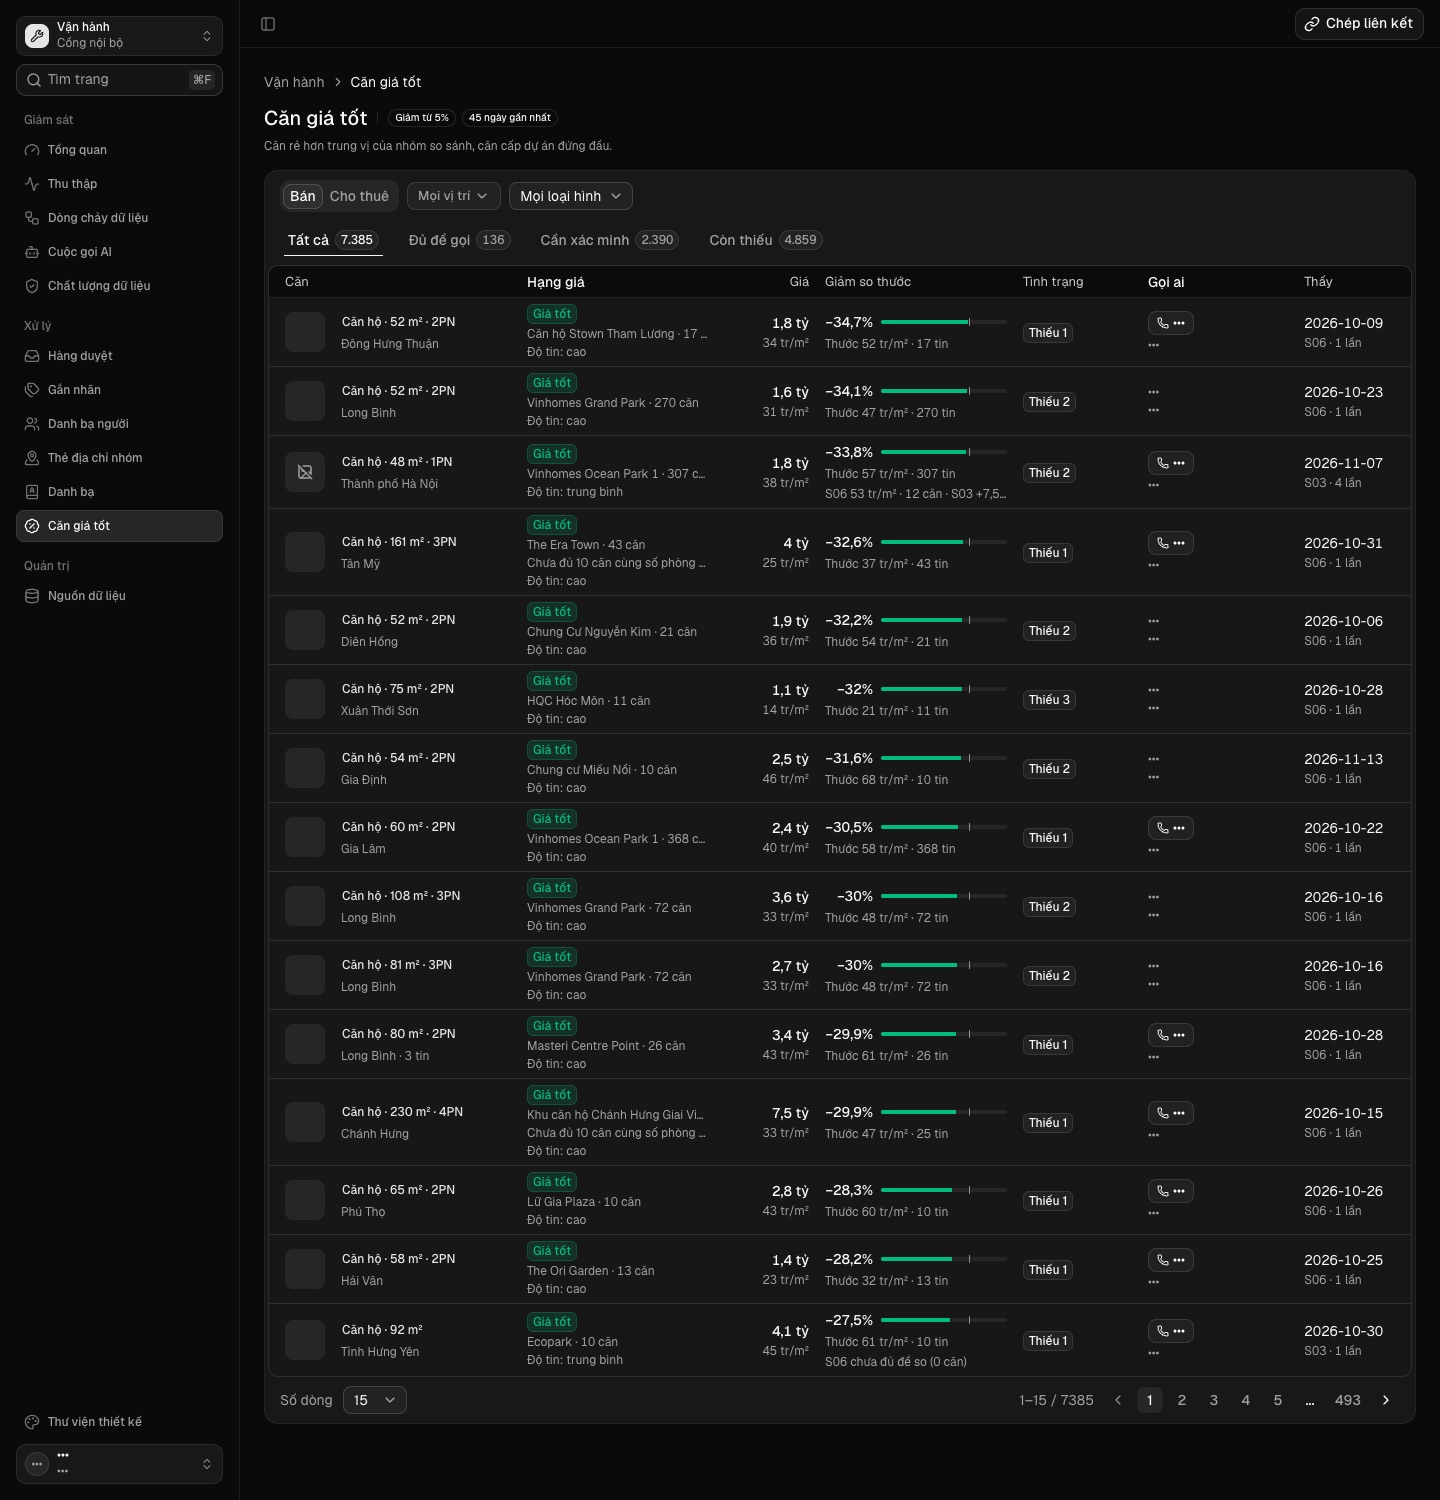 Vận hành
Cổng nội bộ
Tìm trang ⌘F
Giám sát
Tổng quan
Thu thập
Dòng chảy dữ liệu
Cuộc gọi AI
Chất lượng dữ liệu
Xử lý
Hàng duyệt
Gắn nhãn
Danh bạ người
Thẻ địa chỉ nhóm
Danh bạ
Căn giá tốt
Quản trị
Nguồn dữ liệu
Thư viện thiết kế
•••
•••
•••
Chép liên kết
Vận hành > Căn giá tốt
Căn giá tốt Giảm từ 5% 45 ngày gần nhất
Căn rẻ hơn trung vị của nhóm so sánh, căn cấp dự án đứng đầu.
Bán Cho thuê Mọi vị trí Mọi loại hình
Tất cả 7.385 Đủ để gọi 136 Cần xác minh 2.390 Còn thiếu 4.859
Căn Hạng giá Giá Giảm so thước Tình trạng Gọi ai Thấy
Căn hộ · 52 m² · 2PN
Đông Hưng Thuận
Giá tốt
Căn hộ Stown Tham Lương · 17 ...
Độ tin: cao
1,8 tỷ
34 tr/m²
−34,7%
Thước 52 tr/m² · 17 tin
Thiếu 1
•••
•••
2026-10-09
S06 · 1 lần
Căn hộ · 52 m² · 2PN
Long Bình
Giá tốt
Vinhomes Grand Park · 270 căn
Độ tin: cao
1,6 tỷ
31 tr/m²
−34,1%
Thước 47 tr/m² · 270 tin
Thiếu 2
•••
•••
2026-10-23
S06 · 1 lần
Căn hộ · 48 m² · 1PN
Thành phố Hà Nội
Giá tốt
Vinhomes Ocean Park 1 · 307 c...
Độ tin: trung bình
1,8 tỷ
38 tr/m²
−33,8%
Thước 57 tr/m² · 307 tin
S06 53 tr/m² · 12 căn · S03 +7,5...
Thiếu 2
•••
•••
2026-11-07
S03 · 4 lần
Căn hộ · 161 m² · 3PN
Tân Mỹ
Giá tốt
The Era Town · 43 căn
Chưa đủ 10 căn cùng số phòng ...
Độ tin: cao
4 tỷ
25 tr/m²
−32,6%
Thước 37 tr/m² · 43 tin
Thiếu 1
•••
•••
2026-10-31
S06 · 1 lần
Căn hộ · 52 m² · 2PN
Diên Hồng
Giá tốt
Chung Cư Nguyễn Kim · 21 căn
Độ tin: cao
1,9 tỷ
36 tr/m²
−32,2%
Thước 54 tr/m² · 21 tin
Thiếu 2
•••
•••
2026-10-06
S06 · 1 lần
Căn hộ · 75 m² · 2PN
Xuân Thới Sơn
Giá tốt
HQC Hóc Môn · 11 căn
Độ tin: cao
1,1 tỷ
14 tr/m²
−32%
Thước 21 tr/m² · 11 tin
Thiếu 3
•••
•••
2026-10-28
S06 · 1 lần
Căn hộ · 54 m² · 2PN
Gia Định
Giá tốt
Chung cư Miếu Nổi · 10 căn
Độ tin: cao
2,5 tỷ
46 tr/m²
−31,6%
Thước 68 tr/m² · 10 tin
Thiếu 2
•••
•••
2026-11-13
S06 · 1 lần
Căn hộ · 60 m² · 2PN
Gia Lâm
Giá tốt
Vinhomes Ocean Park 1 · 368 c...
Độ tin: cao
2,4 tỷ
40 tr/m²
−30,5%
Thước 58 tr/m² · 368 tin
Thiếu 1
•••
•••
2026-10-22
S06 · 1 lần
Căn hộ · 108 m² · 3PN
Long Bình
Giá tốt
Vinhomes Grand Park · 72 căn
Độ tin: cao
3,6 tỷ
33 tr/m²
−30%
Thước 48 tr/m² · 72 tin
Thiếu 2
•••
•••
2026-10-16
S06 · 1 lần
Căn hộ · 81 m² · 3PN
Long Bình
Giá tốt
Vinhomes Grand Park · 72 căn
Độ tin: cao
2,7 tỷ
33 tr/m²
−30%
Thước 48 tr/m² · 72 tin
Thiếu 2
•••
•••
2026-10-16
S06 · 1 lần
Căn hộ · 80 m² · 2PN
Long Bình · 3 tin
Giá tốt
Masteri Centre Point · 26 căn
Độ tin: cao
3,4 tỷ
43 tr/m²
−29,9%
Thước 61 tr/m² · 26 tin
Thiếu 1
•••
•••
2026-10-28
S06 · 1 lần
Căn hộ · 230 m² · 4PN
Chánh Hưng
Giá tốt
Khu căn hộ Chánh Hưng Giai Vi...
Chưa đủ 10 căn cùng số phòng ...
Độ tin: cao
7,5 tỷ
33 tr/m²
−29,9%
Thước 47 tr/m² · 25 tin
Thiếu 1
•••
•••
2026-10-15
S06 · 1 lần
Căn hộ · 65 m² · 2PN
Phú Thọ
Giá tốt
Lữ Gia Plaza · 10 căn
Độ tin: cao
2,8 tỷ
43 tr/m²
−28,3%
Thước 60 tr/m² · 10 tin
Thiếu 1
•••
•••
2026-10-26
S06 · 1 lần
Căn hộ · 58 m² · 2PN
Hải Vân
Giá tốt
The Ori Garden · 13 căn
Độ tin: cao
1,4 tỷ
23 tr/m²
−28,2%
Thước 32 tr/m² · 13 tin
Thiếu 1
•••
•••
2026-10-25
S06 · 1 lần
Căn hộ · 92 m²
Tỉnh Hưng Yên
Giá tốt
Ecopark · 10 căn
Độ tin: trung bình
4,1 tỷ
45 tr/m²
−27,5%
Thước 61 tr/m² · 10 tin
S06 chưa đủ để so (0 căn)
Thiếu 1
•••
•••
2026-10-30
S03 · 1 lần
Số dòng 15
1–15 / 7385 1 2 3 4 5 ... 493